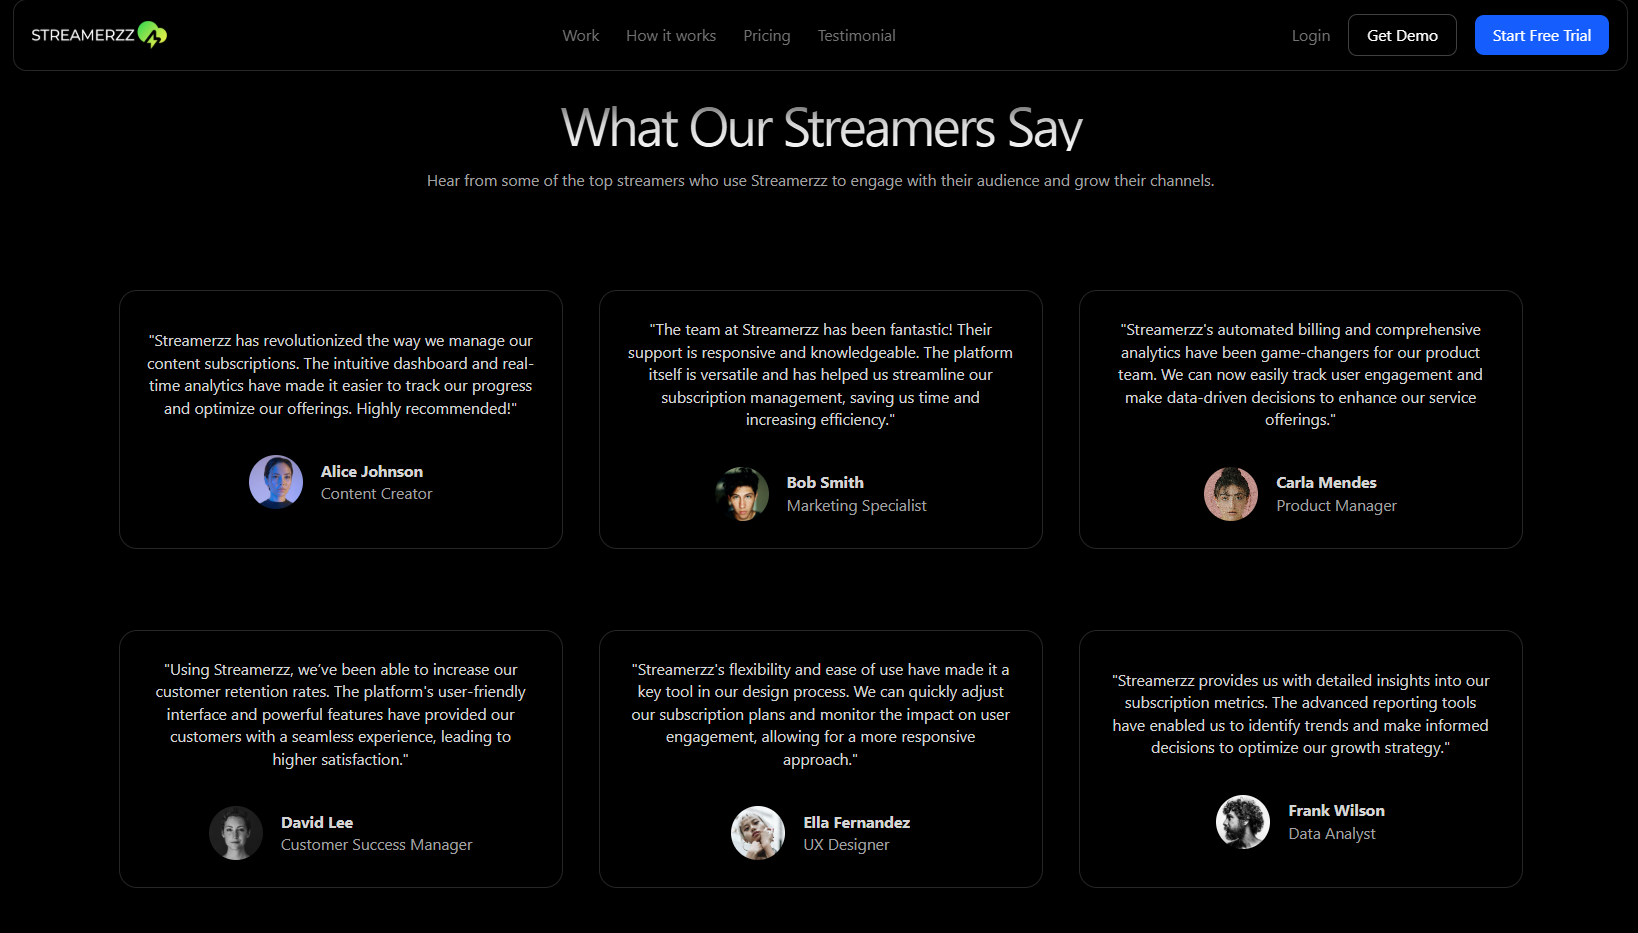 STREAMERZZ
Work How it works Pricing Testimonial
Login Get Demo Start Free Trial
What Our Streamers Say
Hear from some of the top streamers who use Streamerzz to engage with their audience and grow their channels.
"Streamerzz has revolutionized the way we manage our
content subscriptions. The intuitive dashboard and real-
time analytics have made it easier to track our progress
and optimize our offerings. Highly recommended!"
Alice Johnson
Content Creator
"The team at Streamerzz has been fantastic! Their
support is responsive and knowledgeable. The platform
itself is versatile and has helped us streamline our
subscription management, saving us time and
increasing efficiency."
Bob Smith
Marketing Specialist
"Streamerzz's automated billing and comprehensive
analytics have been game-changers for our product
team. We can now easily track user engagement and
make data-driven decisions to enhance our service
offerings."
Carla Mendes
Product Manager
"Using Streamerzz, we’ve been able to increase our
customer retention rates. The platform's user-friendly
interface and powerful features have provided our
customers with a seamless experience, leading to
higher satisfaction."
David Lee
Customer Success Manager
"Streamerzz's flexibility and ease of use have made it a
key tool in our design process. We can quickly adjust
our subscription plans and monitor the impact on user
engagement, allowing for a more responsive
approach."
Ella Fernandez
UX Designer
"Streamerzz provides us with detailed insights into our
subscription metrics. The advanced reporting tools
have enabled us to identify trends and make informed
decisions to optimize our growth strategy."
Frank Wilson
Data Analyst